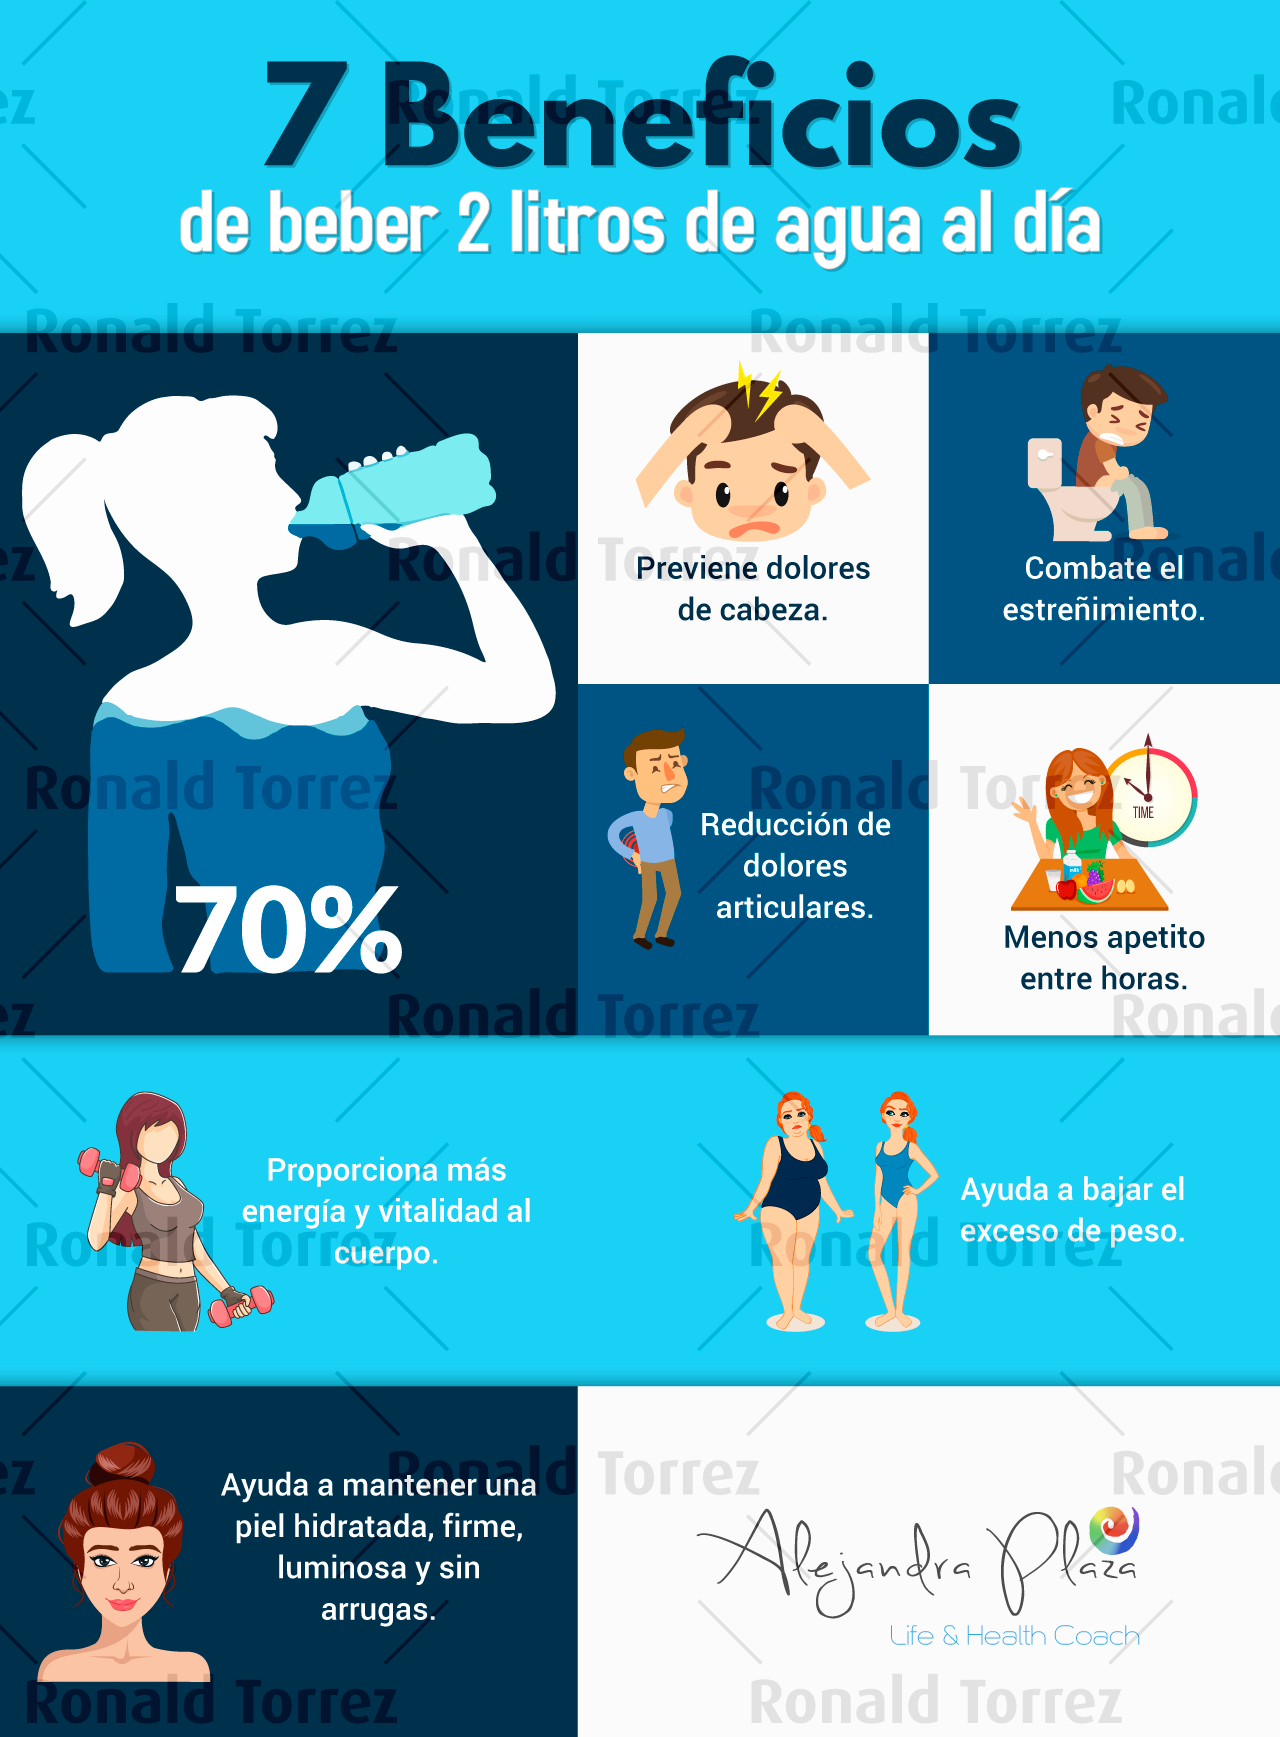 7 Beneficios
de beber 2 litros de agua al día
Previene dolores
de cabeza.
Combate el
estreñimiento.
70%
Reducción de
dolores
articulares.
TIME
Menos apetito
entre horas.
Proporciona más
energía y vitalidad al
cuerpo.
Ayuda a bajar el
exceso de peso.
Ayuda a mantener una
piel hidratada, firme,
luminosa y sin
arrugas.
Alejandra Plaza
Life & Health Coach
Ronald Torrez